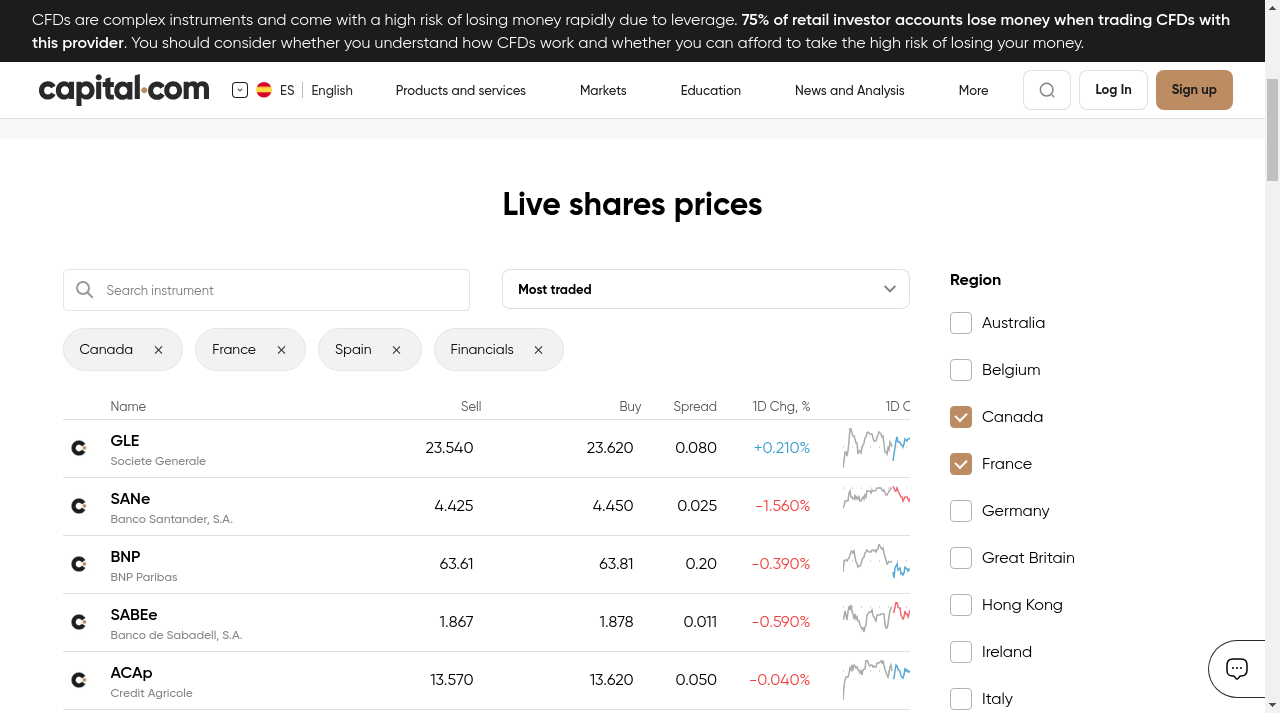 CFDs are complex instruments and come with a high risk of losing money rapidly due to leverage. 75% of retail investor accounts lose money when trading CFDs with
this provider. You should consider whether you understand how CFDs work and whether you can afford to take the high risk of losing your money.
capital.com ES English Products and services Markets Education News and Analysis More Log In Sign up
Live shares prices
Search instrument
Most traded
Canada France Spain Financials
Name Sell Buy Spread 1D Chg, % 1D C
GLE
Societe Generale
23.540 23.620 0.080 +0.210%
SANe
Banco Santander, S.A.
4.425 4.450 0.025 -1.560%
BNP
BNP Paribas
63.61 63.81 0.20 -0.390%
SABEe
Banco de Sabadell, S.A.
1.867 1.878 0.011 -0.590%
ACAp
Credit Agricole
13.570 13.620 0.050 -0.040%
Region
Australia
Belgium
Canada
France
Germany
Great Britain
Hong Kong
Ireland
Italy